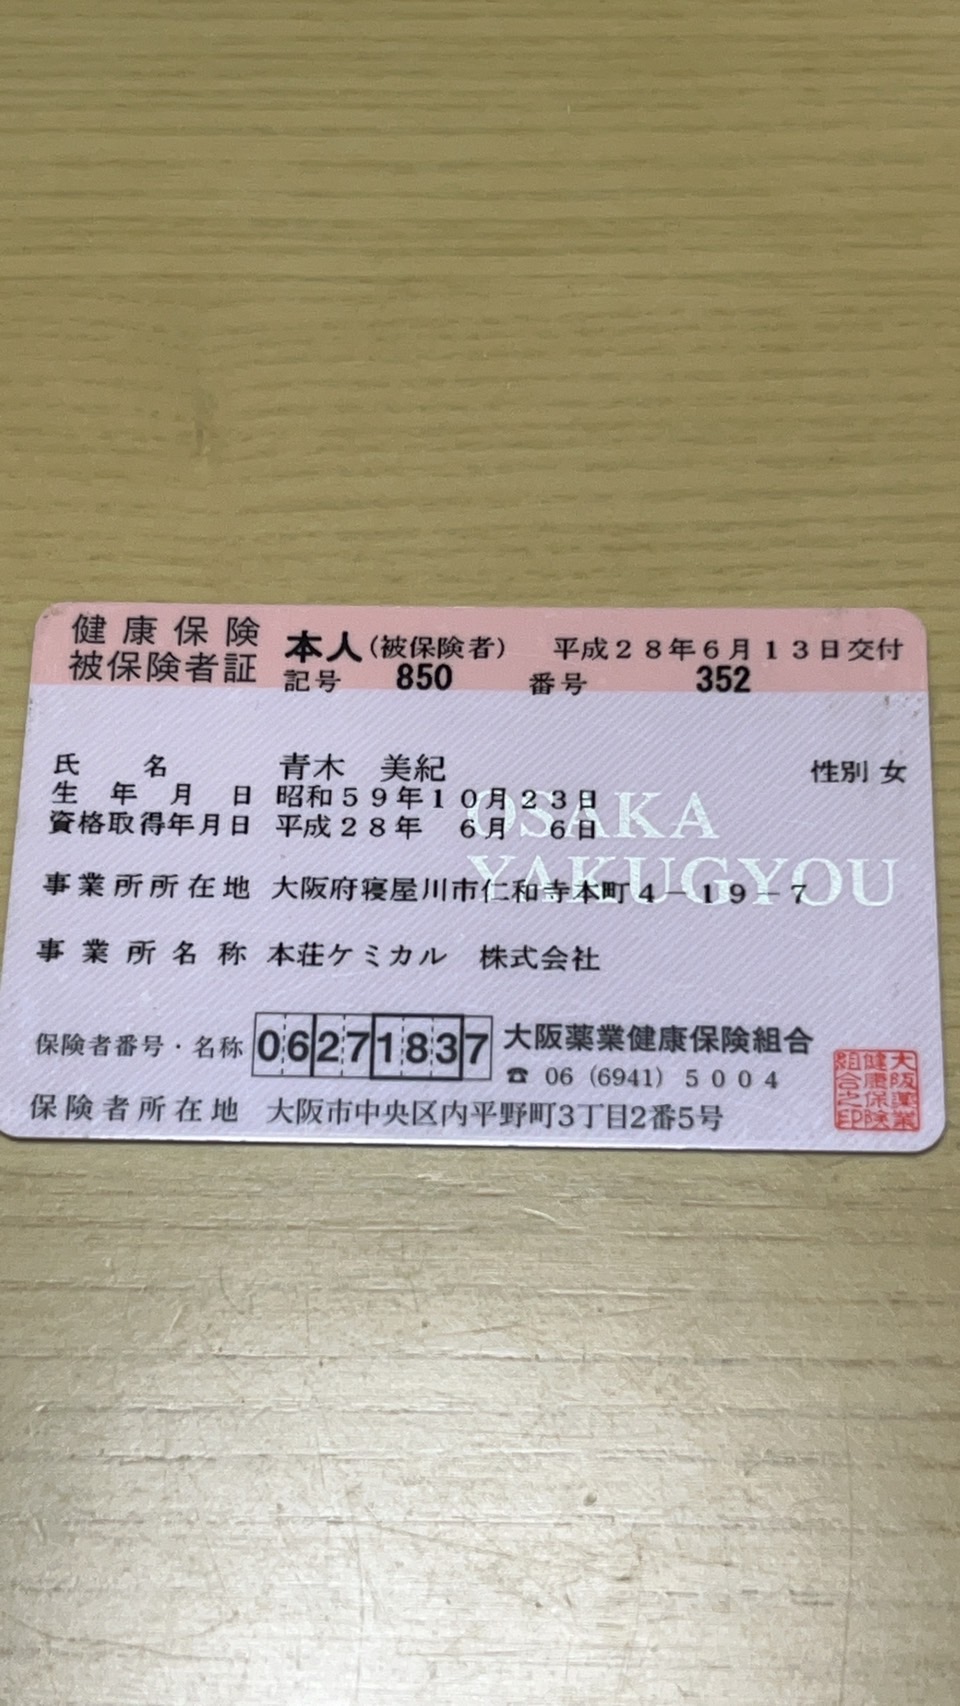 健康保険 本人(被保険者) 平成２８年６月１３日交付
被保険者証 記号 850 番号 352
氏名 青木 美紀 性別 女
生年月日 昭和５９年１０月２３日
資格取得年月日 平成２８年 ６月 ６日
OSAKA
YAKUGYOU
事業所所在地 大阪府寝屋川市仁和寺本町４－１９－７
事業所名称 本荘ケミカル 株式会社
保険者番号・名称 06271837 大阪薬業健康保険組合
☎ 06 (6941) ５００４
保険者所在地 大阪市中央区内平野町3丁目2番5号
大阪薬業
健康保険
組合之印